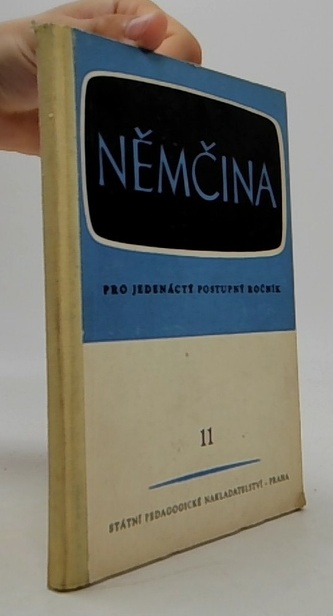 NĚMČINA
PRO JEDENÁCTÝ POSTUPNÝ ROČNÍK
11
STÁTNÍ PEDAGOGICKÉ NAKLADATELSTVÍ - PRAHA